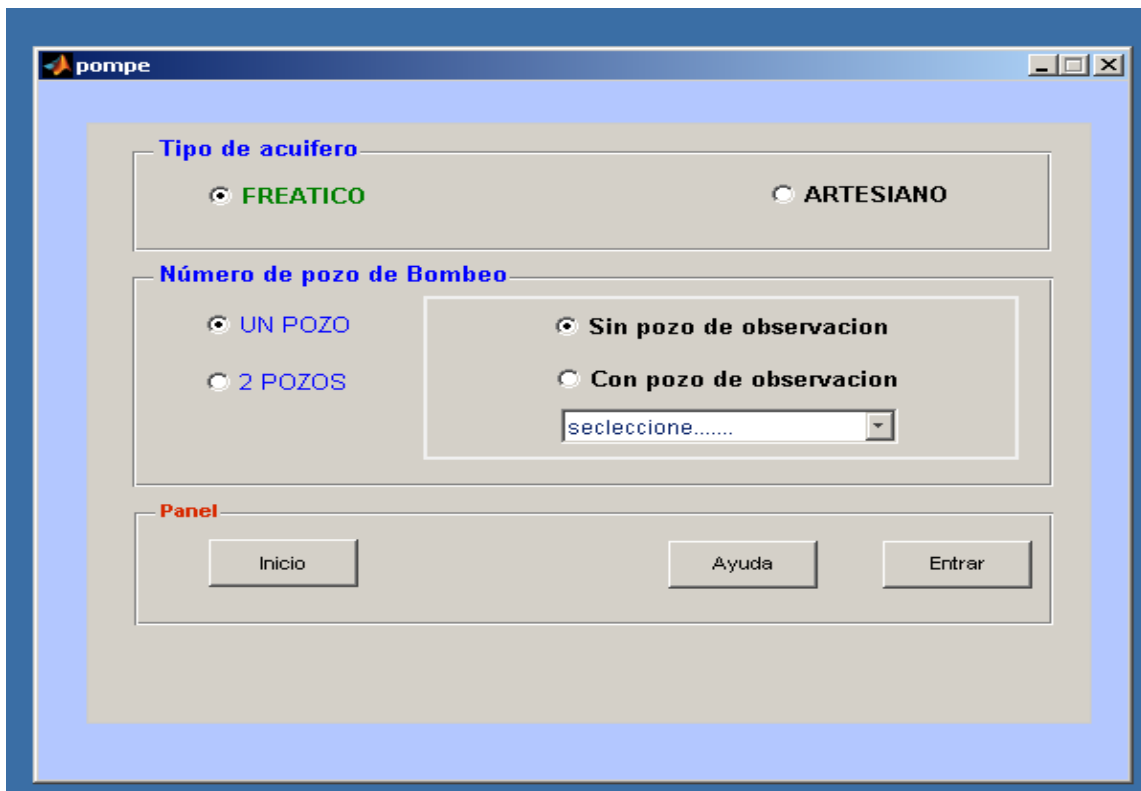 pompe
Tipo de acuifero
FREATICO ARTESIANO
Número de pozo de Bombeo
UN POZO Sin pozo de observacion
2 POZOS Con pozo de observacion
secleccione.......
Panel
Inicio Ayuda Entrar